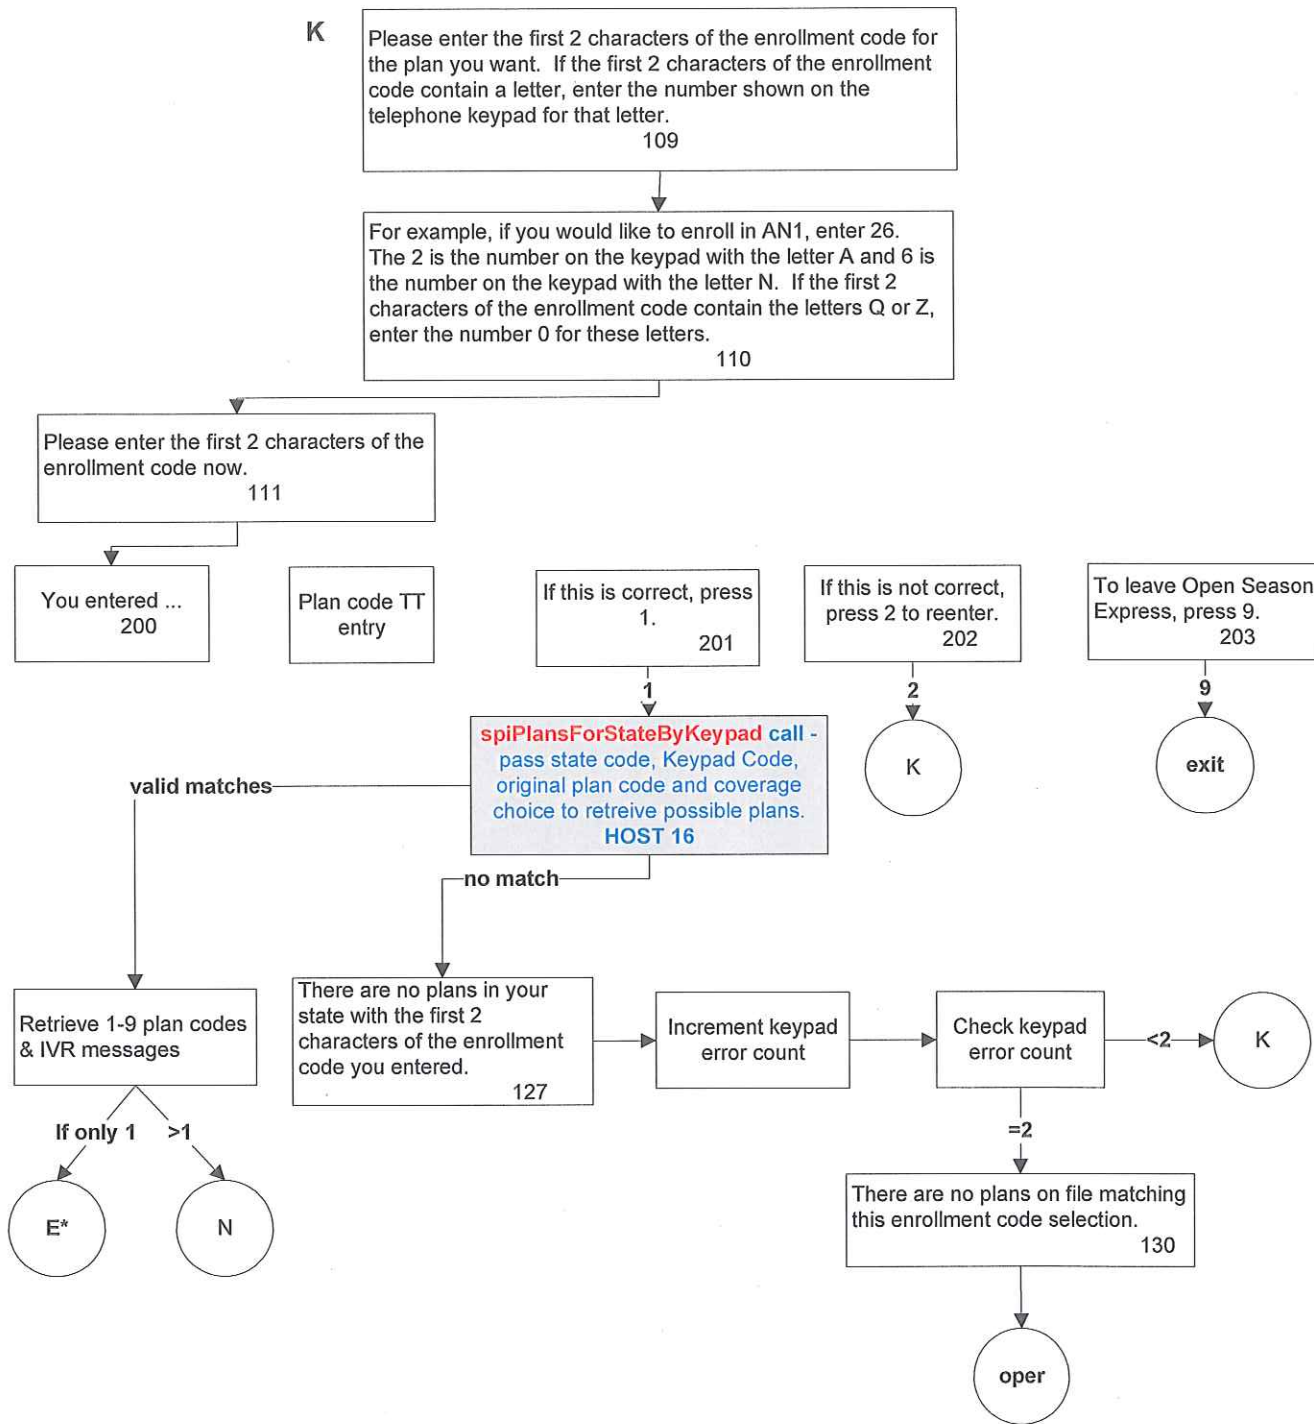 K
Please enter the first 2 characters of the enrollment code for
the plan you want. If the first 2 characters of the enrollment
code contain a letter, enter the number shown on the
telephone keypad for that letter.
109
For example, if you would like to enroll in AN1, enter 26.
The 2 is the number on the keypad with the letter A and 6 is
the number on the keypad with the letter N. If the first 2
characters of the enrollment code contain the letters Q or Z,
enter the number 0 for these letters.
110
Please enter the first 2 characters of the
enrollment code now.
111
You entered ...
200
Plan code TT
entry
If this is correct, press
1.
201
If this is not correct,
press 2 to reenter.
202
To leave Open Season
Express, press 9.
203
1
2
9
spiPlansForStateByKeypad call -
pass state code, Keypad Code,
original plan code and coverage
choice to retreive possible plans.
HOST 16
K
exit
valid matches
no match
Retrieve 1-9 plan codes
& IVR messages
There are no plans in your
state with the first 2
characters of the enrollment
code you entered.
127
Increment keypad
error count
Check keypad
error count
<2
K
If only 1
>1
=2
E*
N
There are no plans on file matching
this enrollment code selection.
130
oper